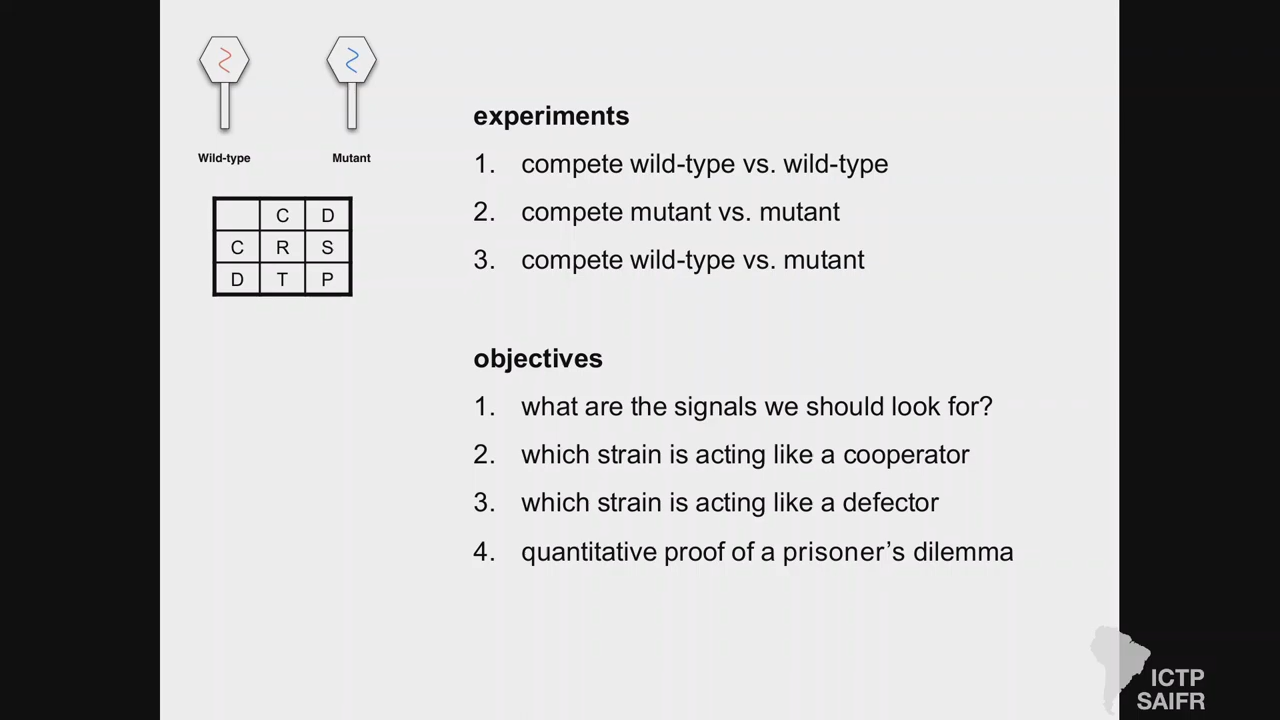 Wild-type Mutant
C D
C R S
D T P
experiments
1. compete wild-type vs. wild-type
2. compete mutant vs. mutant
3. compete wild-type vs. mutant
objectives
1. what are the signals we should look for?
2. which strain is acting like a cooperator
3. which strain is acting like a defector
4. quantitative proof of a prisoner’s dilemma
ICTP
SAIFR